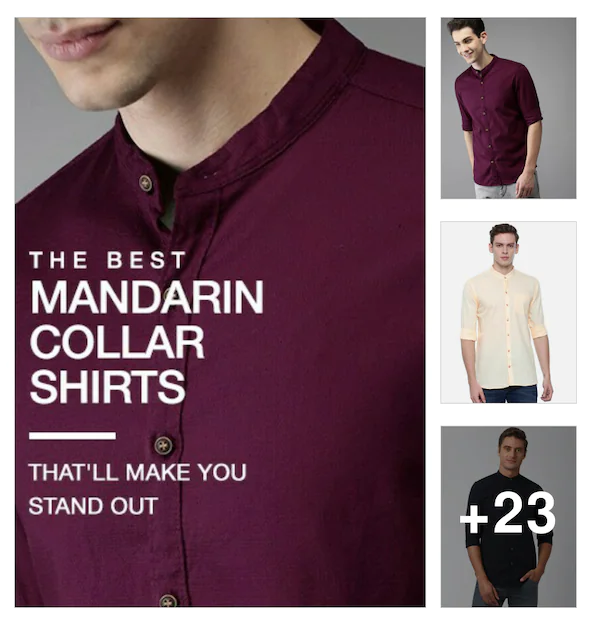 THE BEST
MANDARIN
COLLAR
SHIRTS
THAT'LL MAKE YOU
STAND OUT
+23